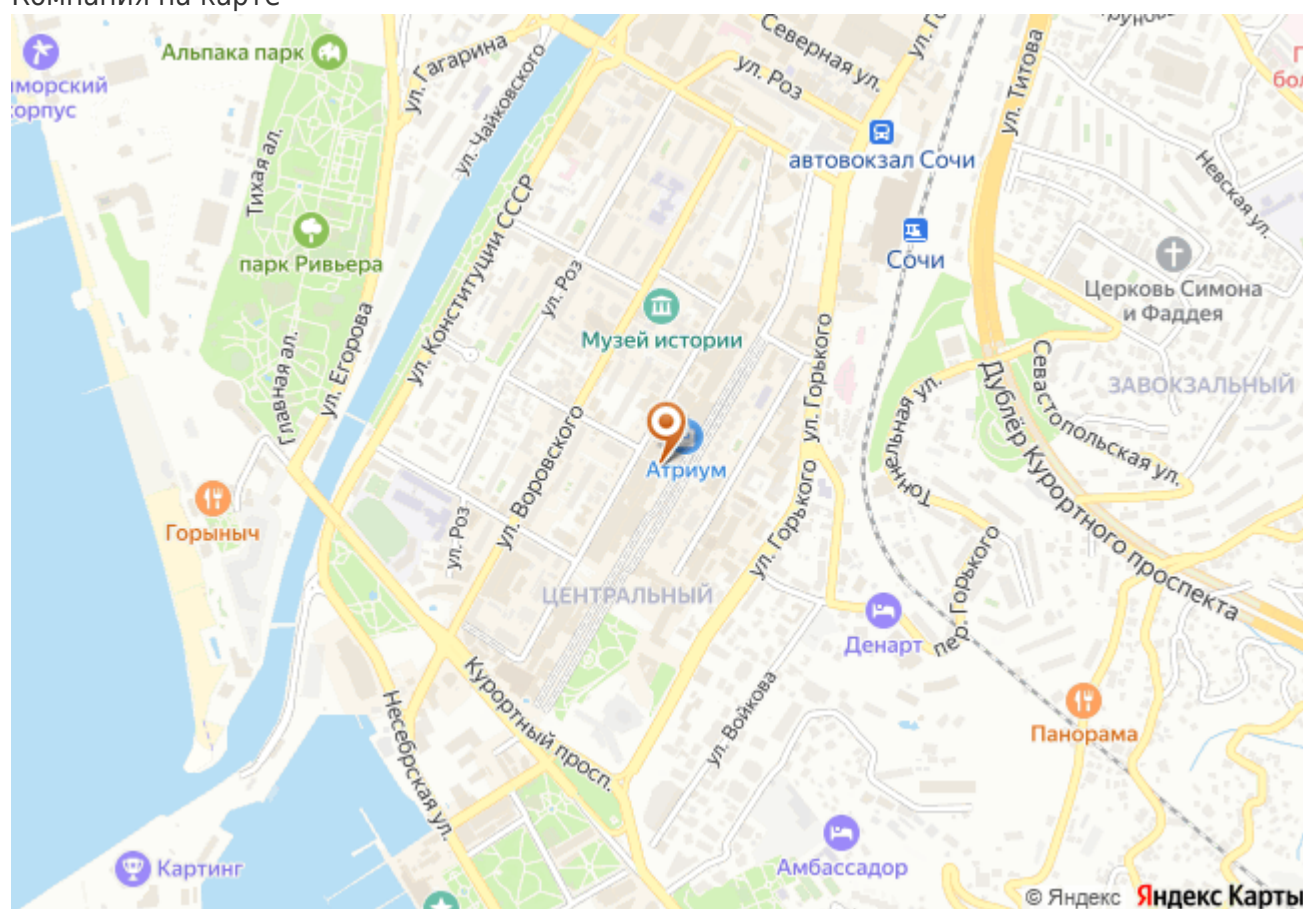 Компания на карте
Альпака парк
ул. Гагарина
ул. Чайковского
Северная ул.
ул. Роз
ул. Титова
автовокзал Сочи
Невская ул.
Тихая ал.
парк Ривьера
ул. Конституции СССР
ул. Роз
Сочи
Церковь Симона
и Фаддея
Музей истории
Главная ал.
ул. Егорова
ул. Горького
Тоннельная ул.
Севастопольская ул.
ЗАВОКЗАЛЬНЫЙ
Дублёр Курортного проспекта
ул. Воровского
Атриум
Горыныч
ул. Роз
ул. Горького
пер. Горького
ЦЕНТРАЛЬНЫЙ
Денарт
Курортный просп.
Несебрская ул.
ул. Войкова
Панорама
Картинг
Амбассадор
© Яндекс Яндекс Карты